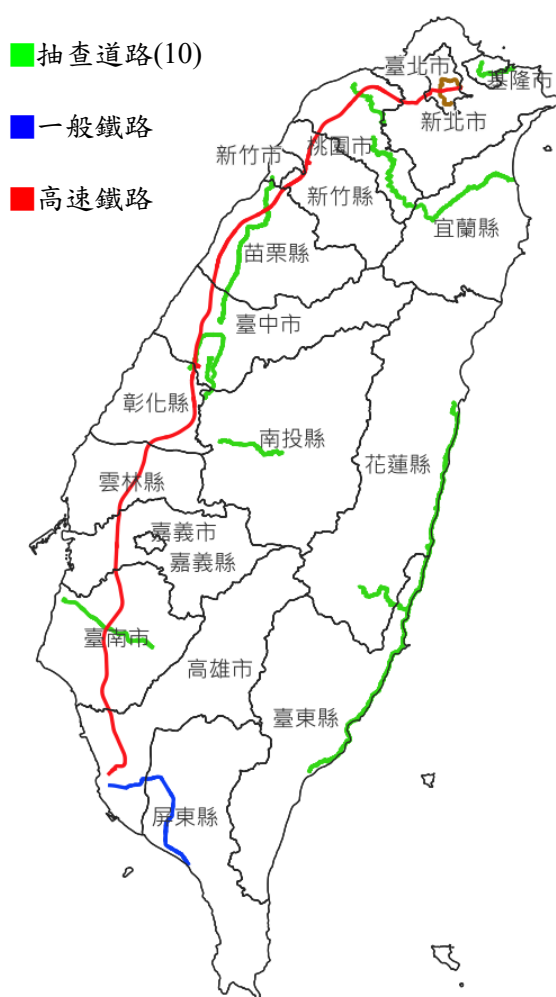 抽查道路(10)
一般鐵路
高速鐵路
臺北市
基隆市
新北市
桃園市
新竹市
新竹縣
宜蘭縣
苗栗縣
臺中市
彰化縣
南投縣
花蓮縣
雲林縣
嘉義市
嘉義縣
臺南市
高雄市
臺東縣
屏東縣